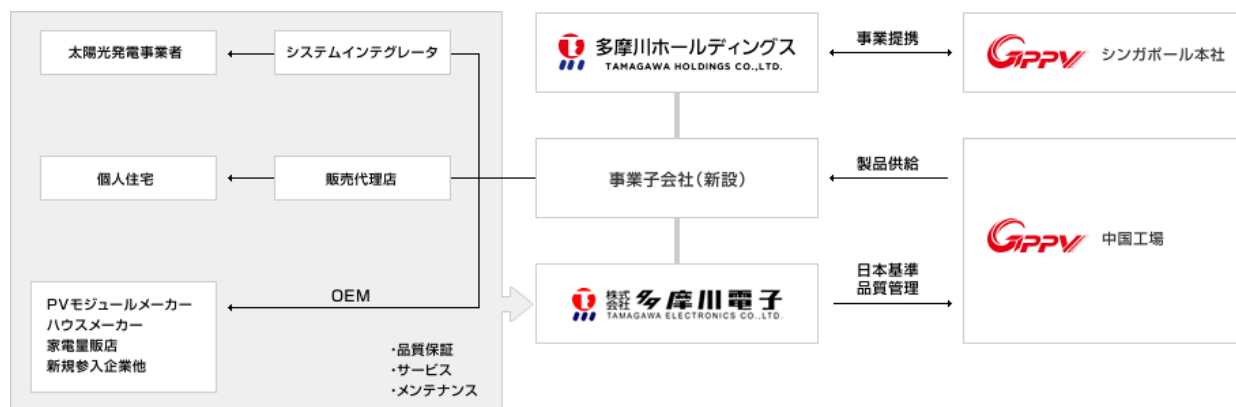 太陽光発電事業者
システムインテグレータ
多摩川ホールディングス
TAMAGAWA HOLDINGS CO.,LTD.
事業提携
GPPV シンガポール本社
個人住宅
販売代理店
事業子会社(新設)
製品供給
GPPV 中国工場
PVモジュールメーカー
ハウスメーカー
家電量販店
新規参入企業他
OEM
・品質保証
・サービス
・メンテナンス
株式会社 多摩川電子
TAMAGAWA ELECTRONICS CO.,LTD.
日本基準
品質管理